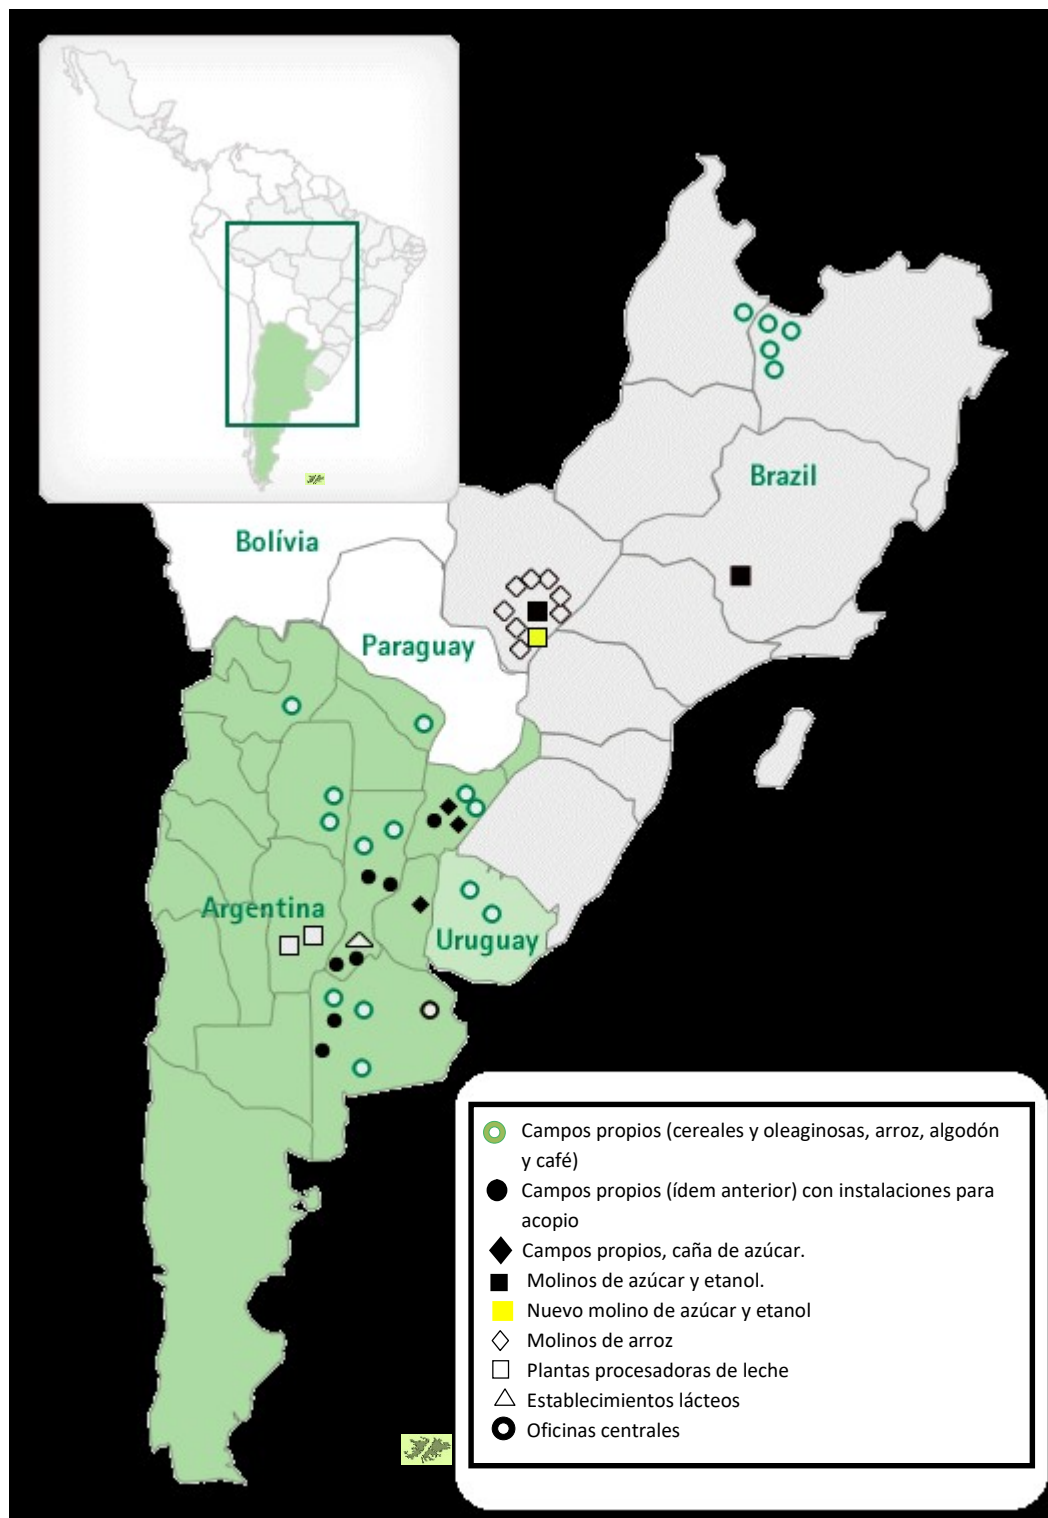 Brazil
Bolívia
Paraguay
Argentina
Uruguay
Campos propios (cereales y oleaginosas, arroz, algodón
y café)
Campos propios (ídem anterior) con instalaciones para
acopio
Campos propios, caña de azúcar.
Molinos de azúcar y etanol.
Nuevo molino de azúcar y etanol
Molinos de arroz
Plantas procesadoras de leche
Establecimientos lácteos
Oficinas centrales